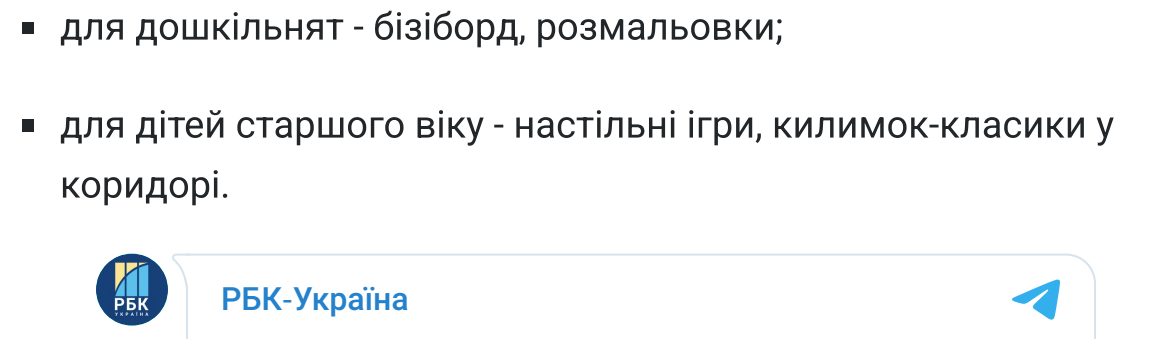 ▪ для дошкільнят - бізіборд, розмальовки;
▪ для дітей старшого віку - настільні ігри, килимок-класики у
коридорі.
РБК
УКРАЇНА
РБК-Україна